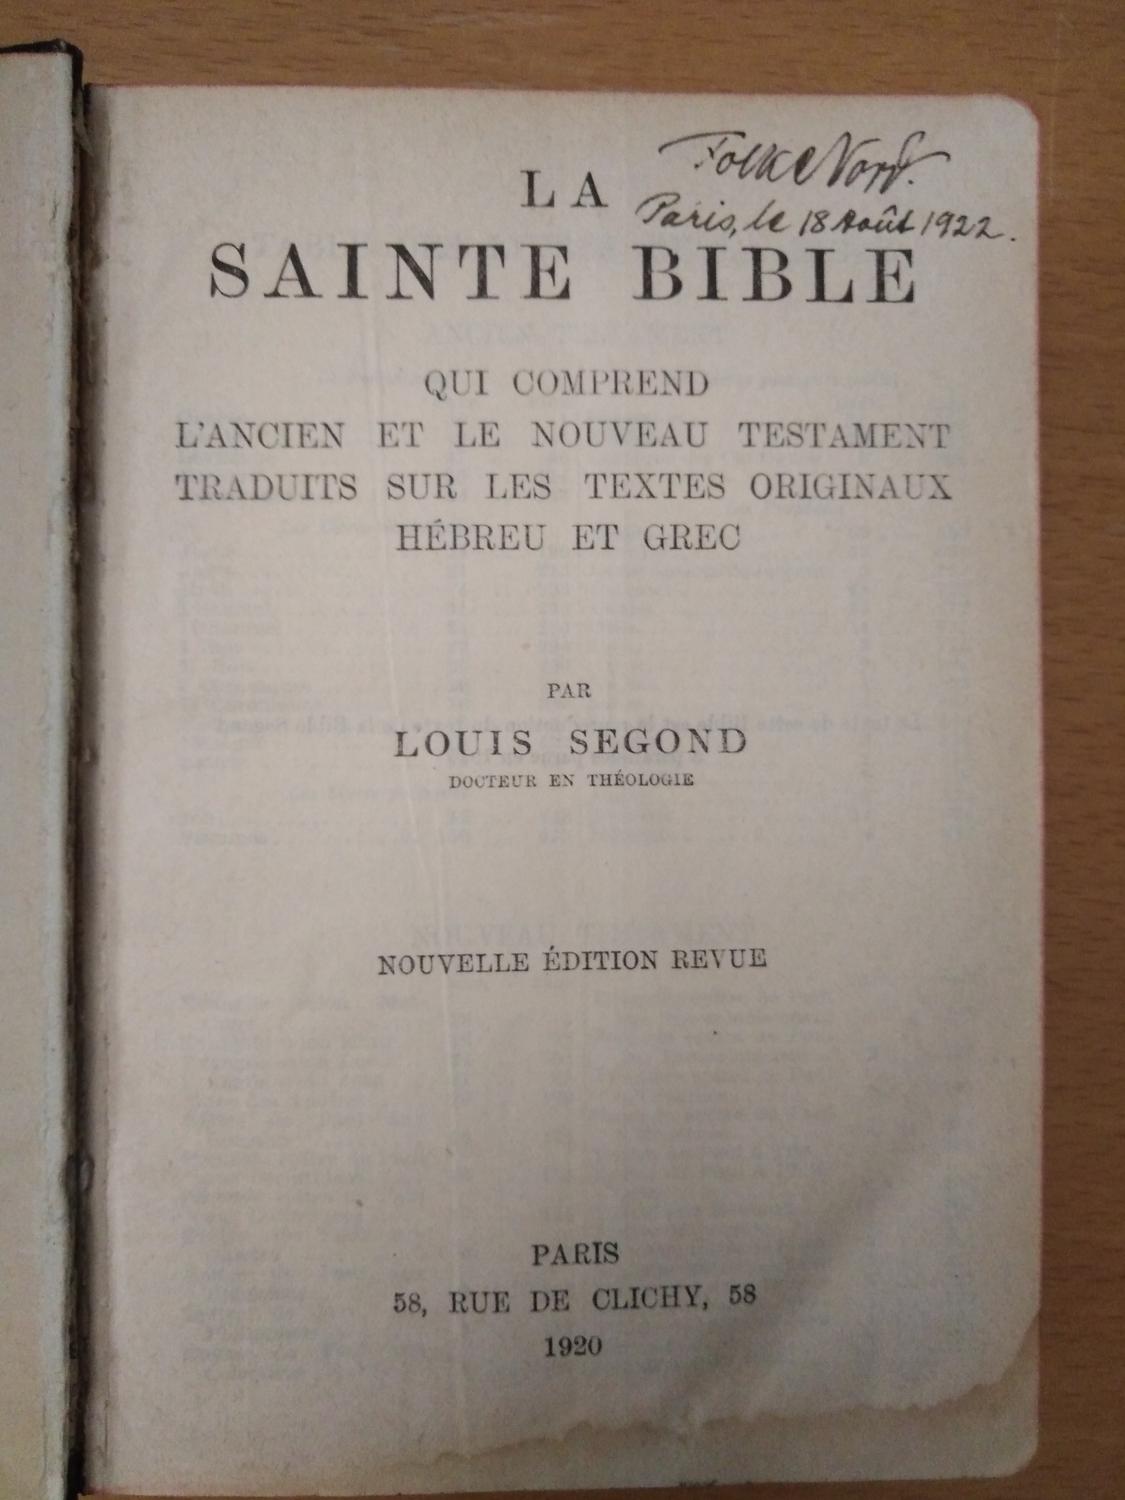 Folke Nord.
Paris, le 18 Août 1922.
LA
SAINTE BIBLE
QUI COMPREND
L'ANCIEN ET LE NOUVEAU TESTAMENT
TRADUITS SUR LES TEXTES ORIGINAUX
HÉBREU ET GREC
PAR
LOUIS SEGOND
DOCTEUR EN THÉOLOGIE
NOUVELLE ÉDITION REVUE
PARIS
58, RUE DE CLICHY, 58
1920